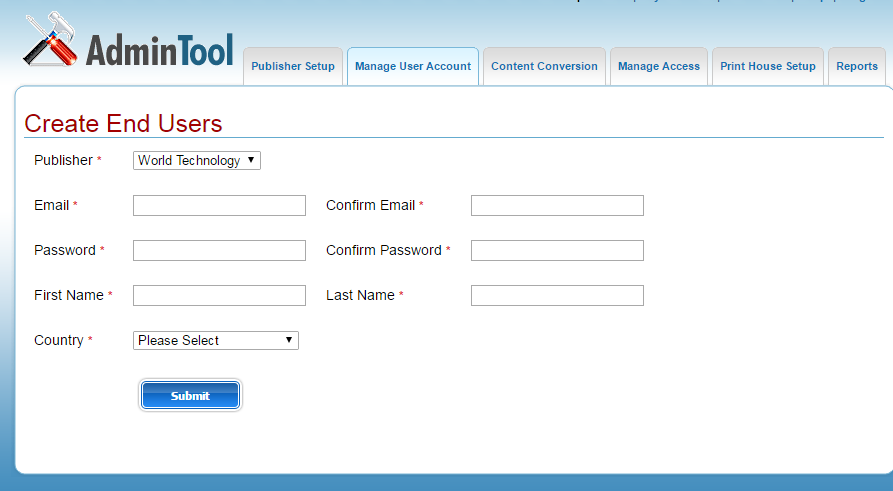 AdminTool
Publisher Setup Manage User Account Content Conversion Manage Access Print House Setup Reports
Create End Users
Publisher * World Technology
Email * Confirm Email *
Password * Confirm Password *
First Name * Last Name *
Country * Please Select
Submit